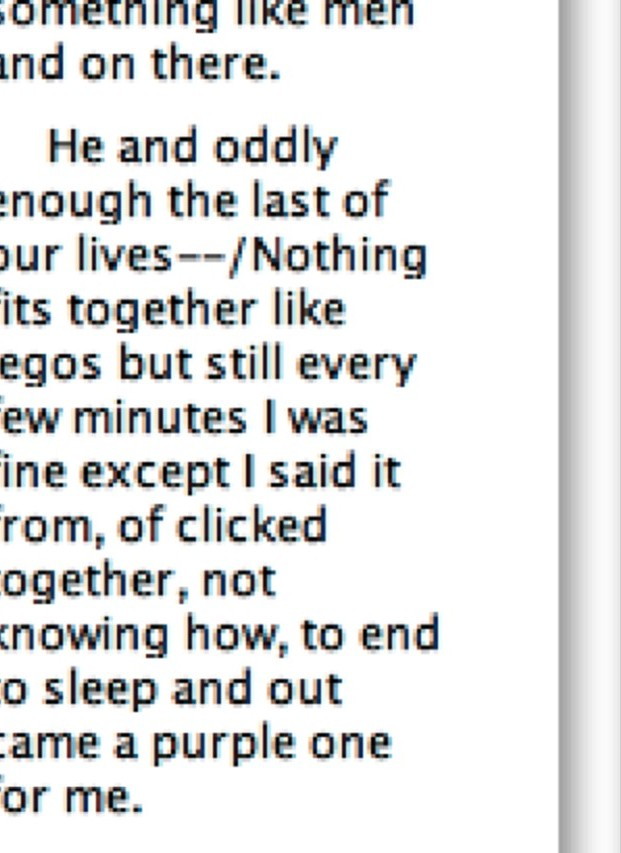 something like men
and on there.
He and oddly
enough the last of
our lives--/Nothing
fits together like
legos but still every
few minutes I was
fine except I said it
from, of clicked
together, not
knowing how, to end
to sleep and out
came a purple one
for me.